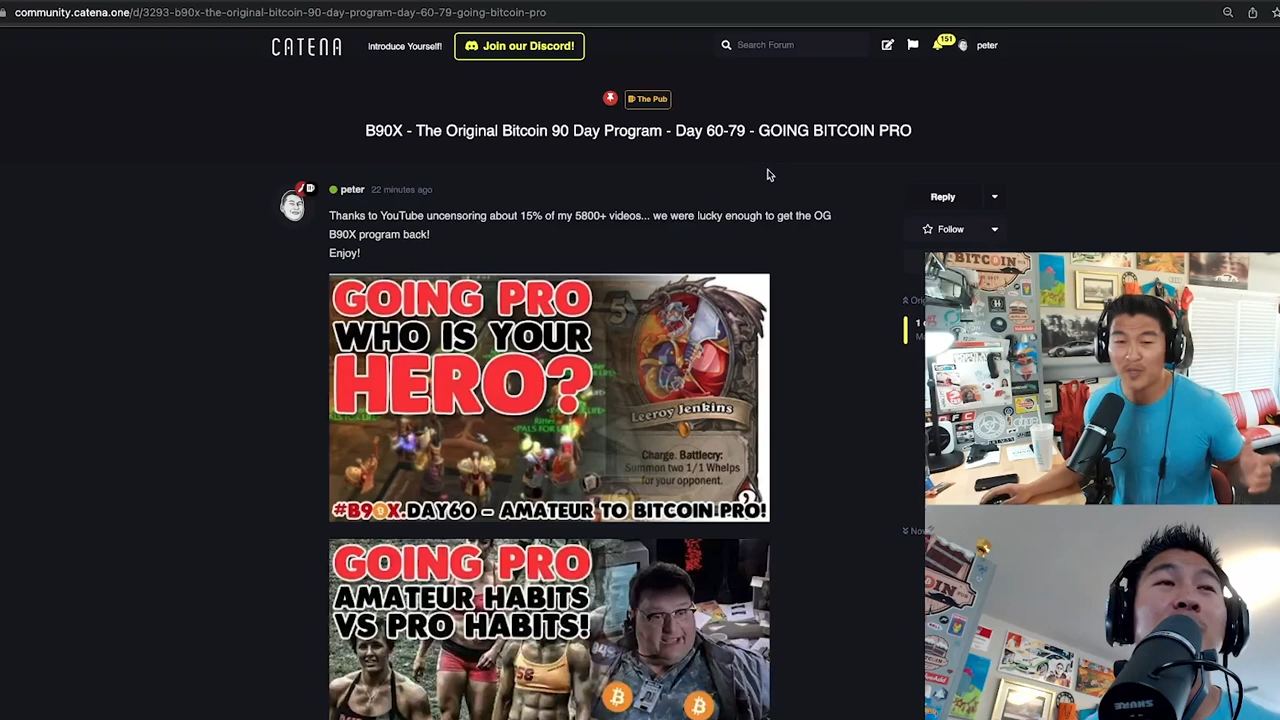 community.catena.one/d/3293-b90x-the-original-bitcoin-90-day-program-day-60-79-going-bitcoin-pro
CATENA
Introduce Yourself!
Join our Discord!
Search Forum
151
peter
The Pub
B90X - The Original Bitcoin 90 Day Program - Day 60-79 - GOING BITCOIN PRO
peter 22 minutes ago
Reply
Thanks to YouTube uncensoring about 15% of my 5800+ videos... we were lucky enough to get the OG
B90X program back!
Enjoy!
Follow
GOING PRO
WHO IS YOUR
HERO?
5
Leeroy Jenkins
Charge. Battlecry:
Summon two 1/1 Whelps
for your opponent.
#B90X.DAY60 – AMATEUR TO BITCOIN PRO!
GOING PRO
AMATEUR HABITS
VS PRO HABITS!
BITCOIN
SHURE